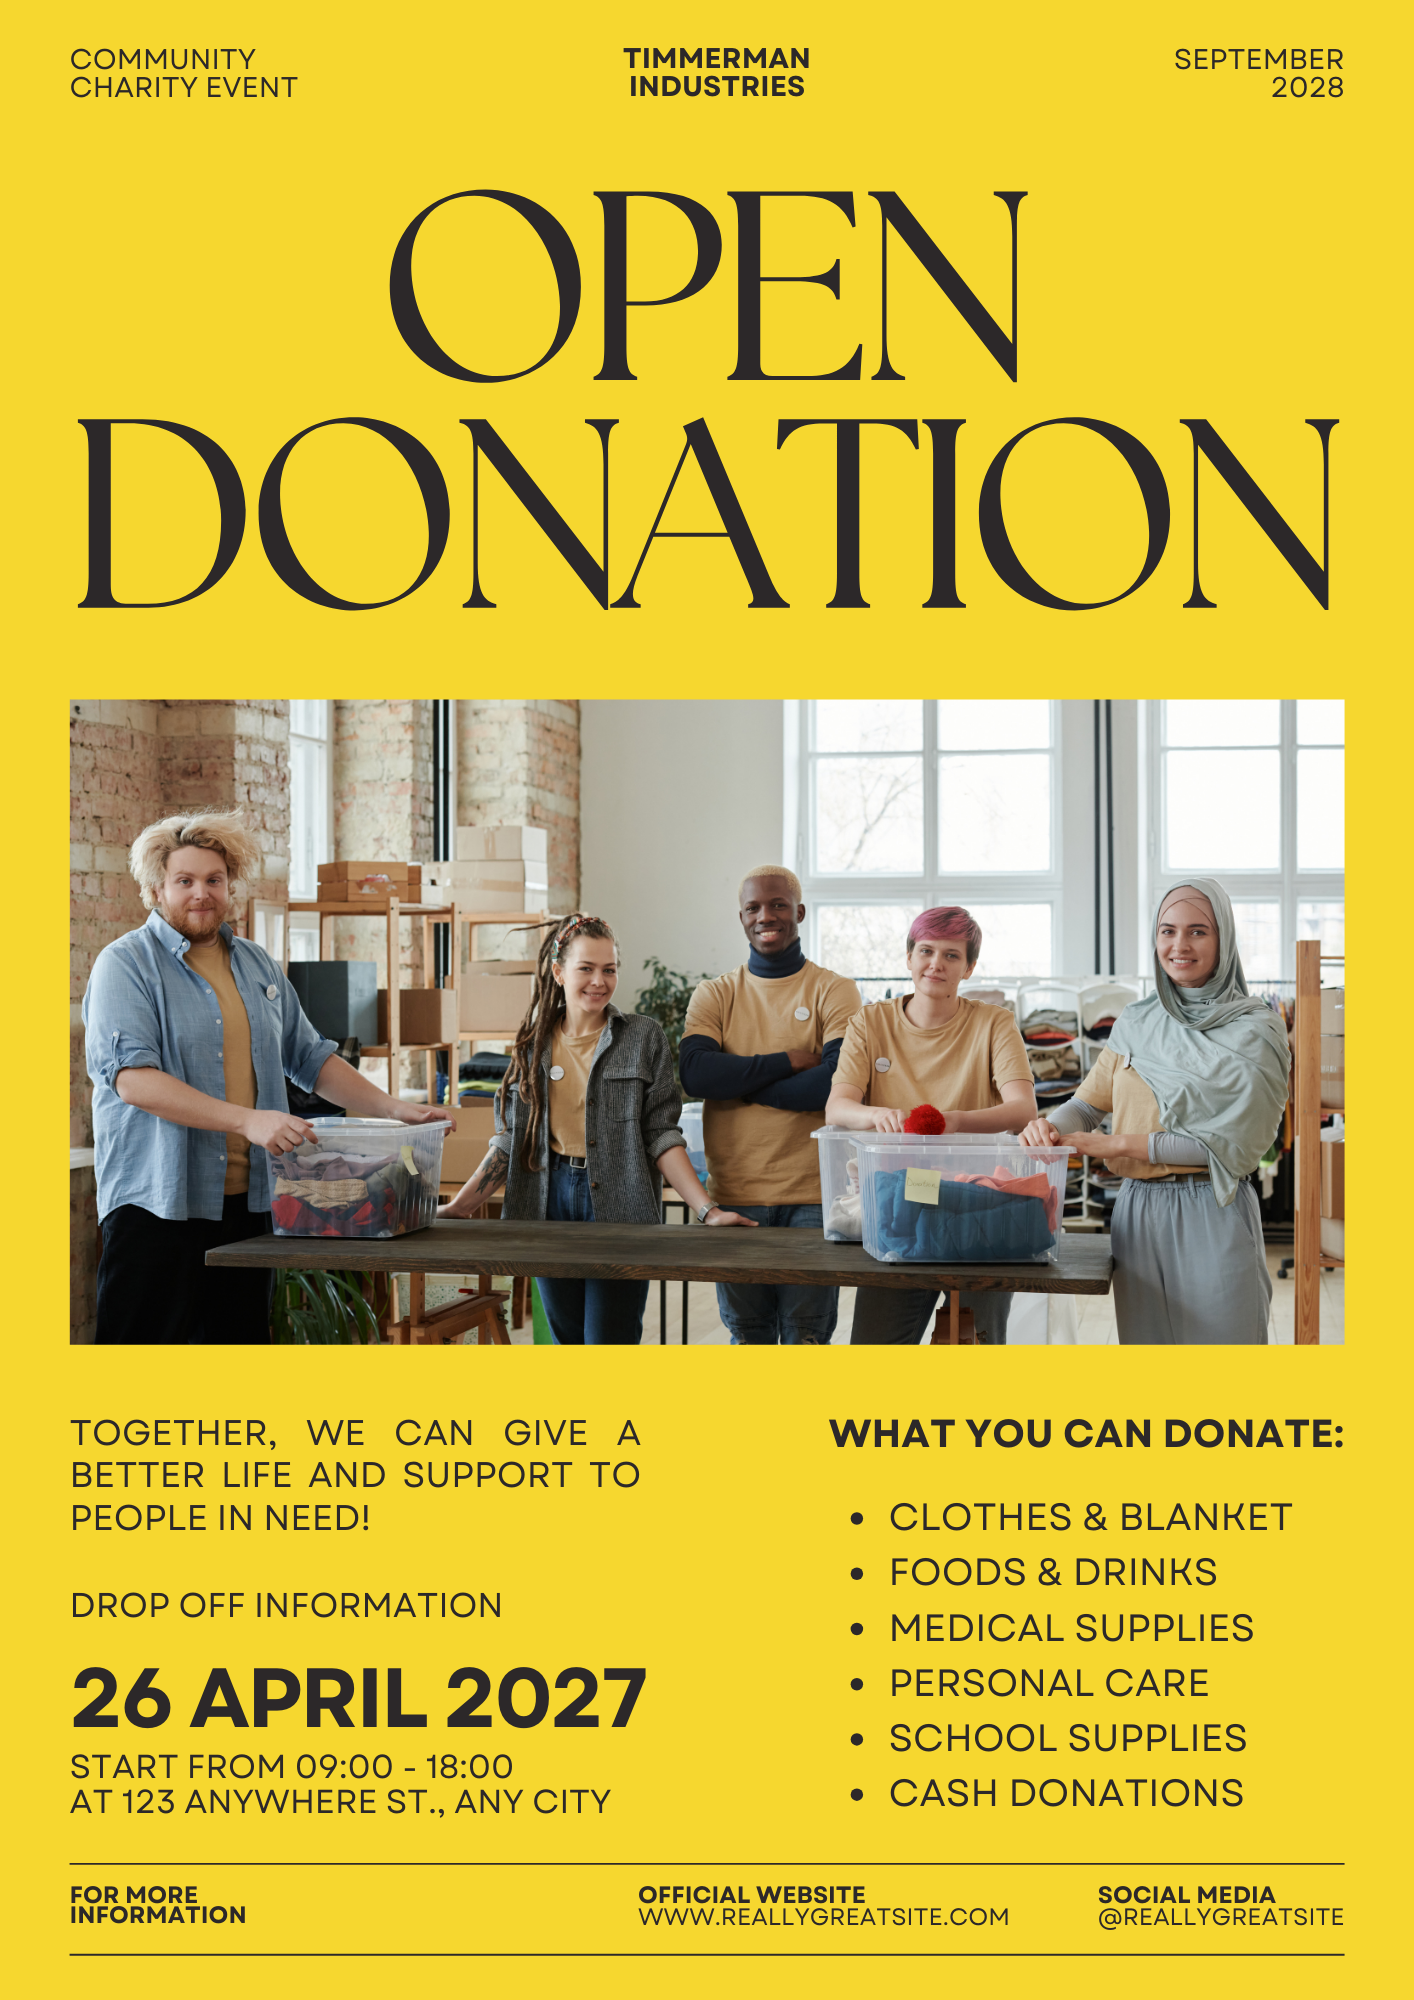 COMMUNITY
CHARITY EVENT
TIMMERMAN
INDUSTRIES
SEPTEMBER
2028
OPEN
DONATION
TOGETHER, WE CAN GIVE A
BETTER LIFE AND SUPPORT TO
PEOPLE IN NEED!
DROP OFF INFORMATION
26 APRIL 2027
START FROM 09:00 - 18:00
AT 123 ANYWHERE ST., ANY CITY
WHAT YOU CAN DONATE:
• CLOTHES & BLANKET
• FOODS & DRINKS
• MEDICAL SUPPLIES
• PERSONAL CARE
• SCHOOL SUPPLIES
• CASH DONATIONS
FOR MORE
INFORMATION
OFFICIAL WEBSITE
WWW.REALLYGREATSITE.COM
SOCIAL MEDIA
@REALLYGREATSITE